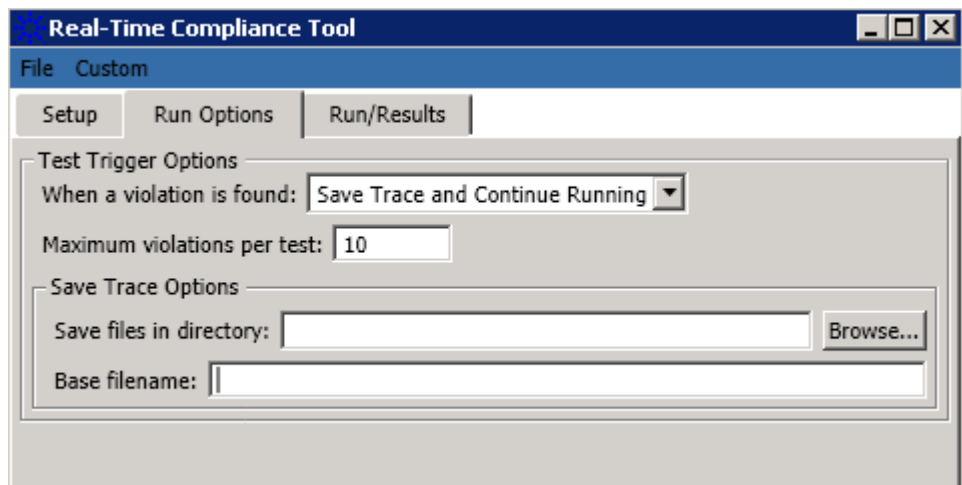 Real-Time Compliance Tool
File Custom
Setup Run Options Run/Results
Test Trigger Options
When a violation is found: Save Trace and Continue Running
Maximum violations per test: 10
Save Trace Options
Save files in directory: Browse...
Base filename: